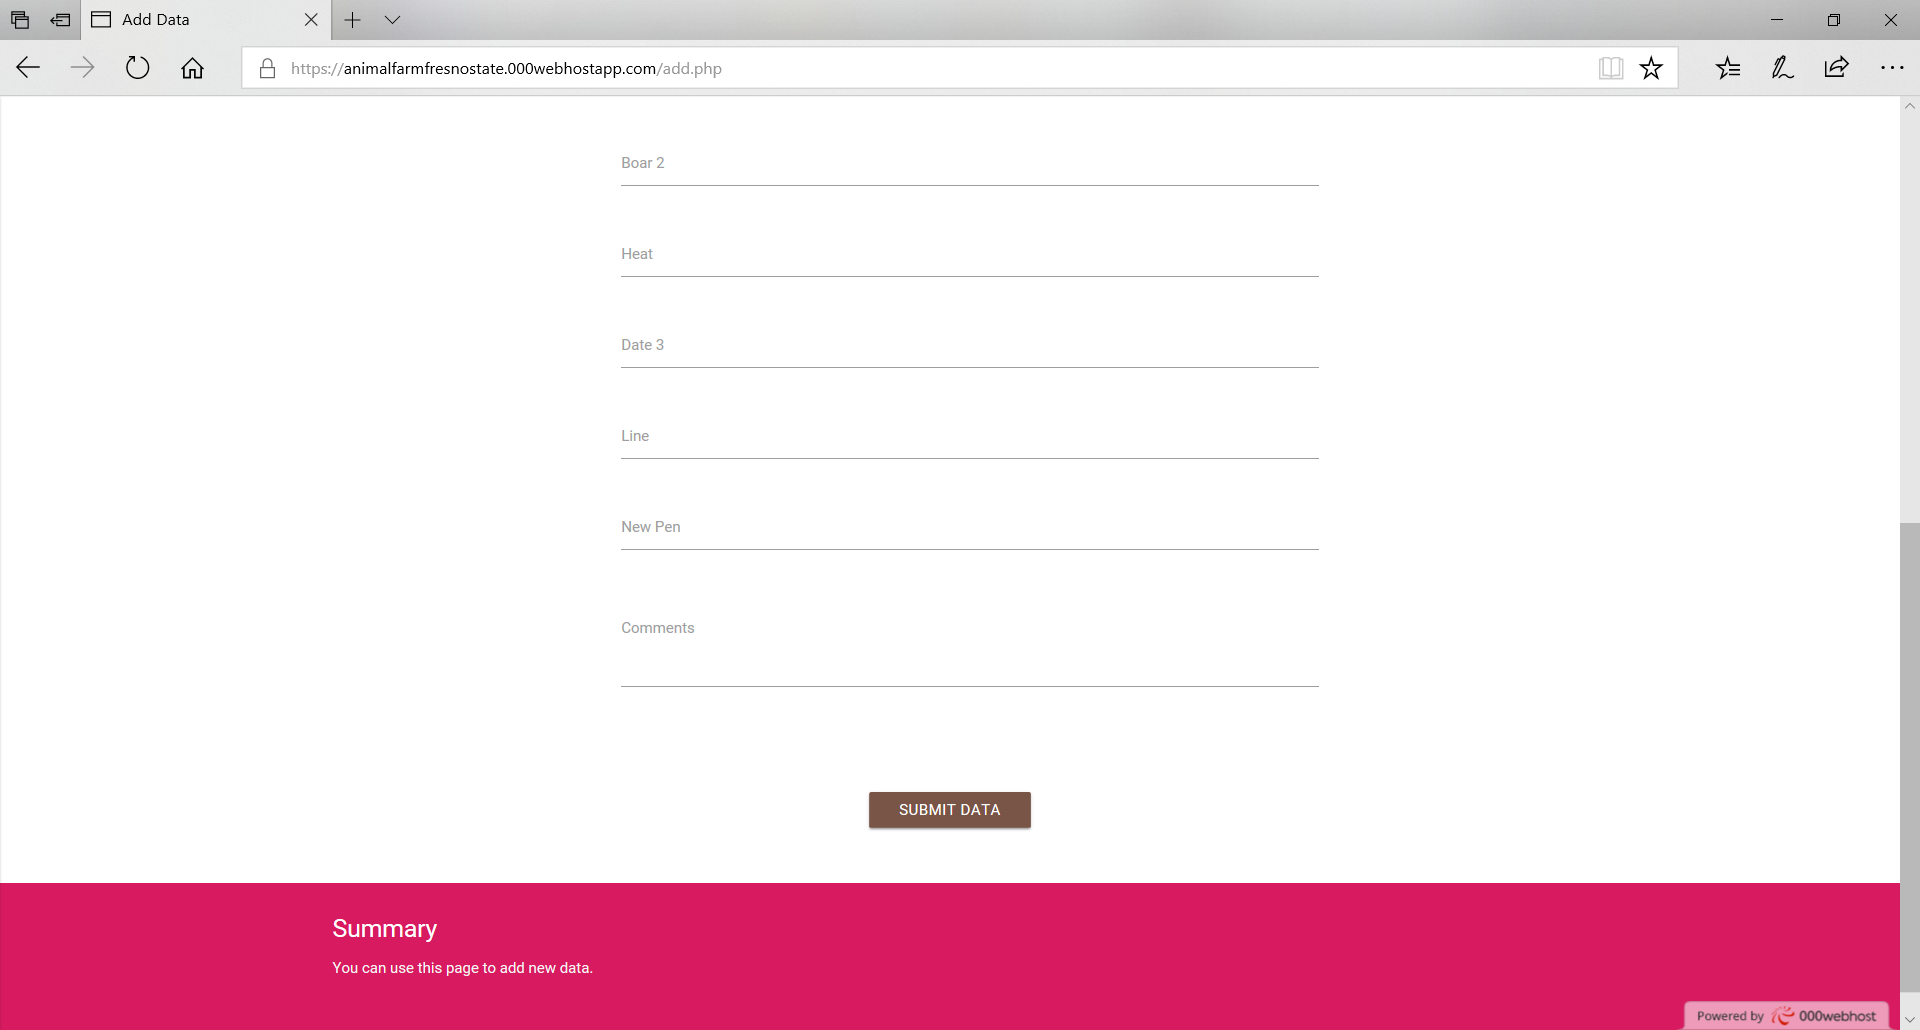 Add Data
https://animalfarmfresnostate.000webhostapp.com/add.php
Boar 2
Heat
Date 3
Line
New Pen
Comments
SUBMIT DATA
Summary
You can use this page to add new data.
Powered by 000webhost